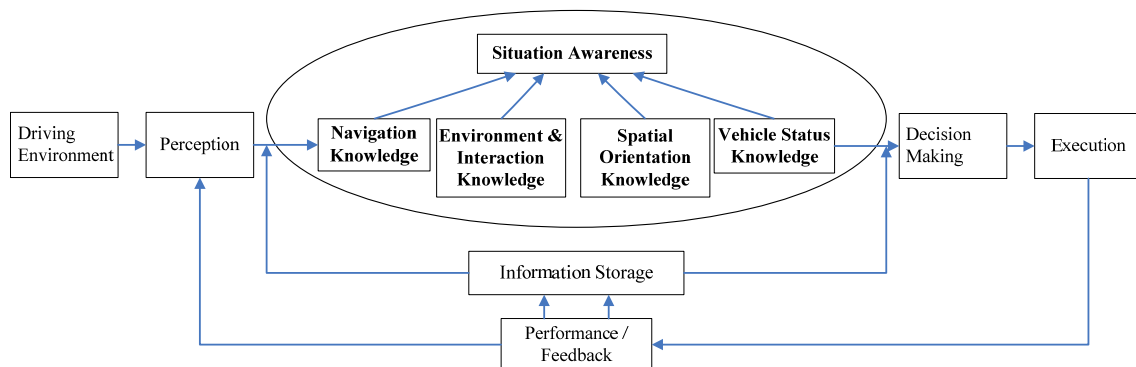 Situation Awareness
Driving
Environment
Perception
Navigation
Knowledge
Environment &
Interaction
Knowledge
Spatial
Orientation
Knowledge
Vehicle Status
Knowledge
Decision
Making
Execution
Information Storage
Performance /
Feedback